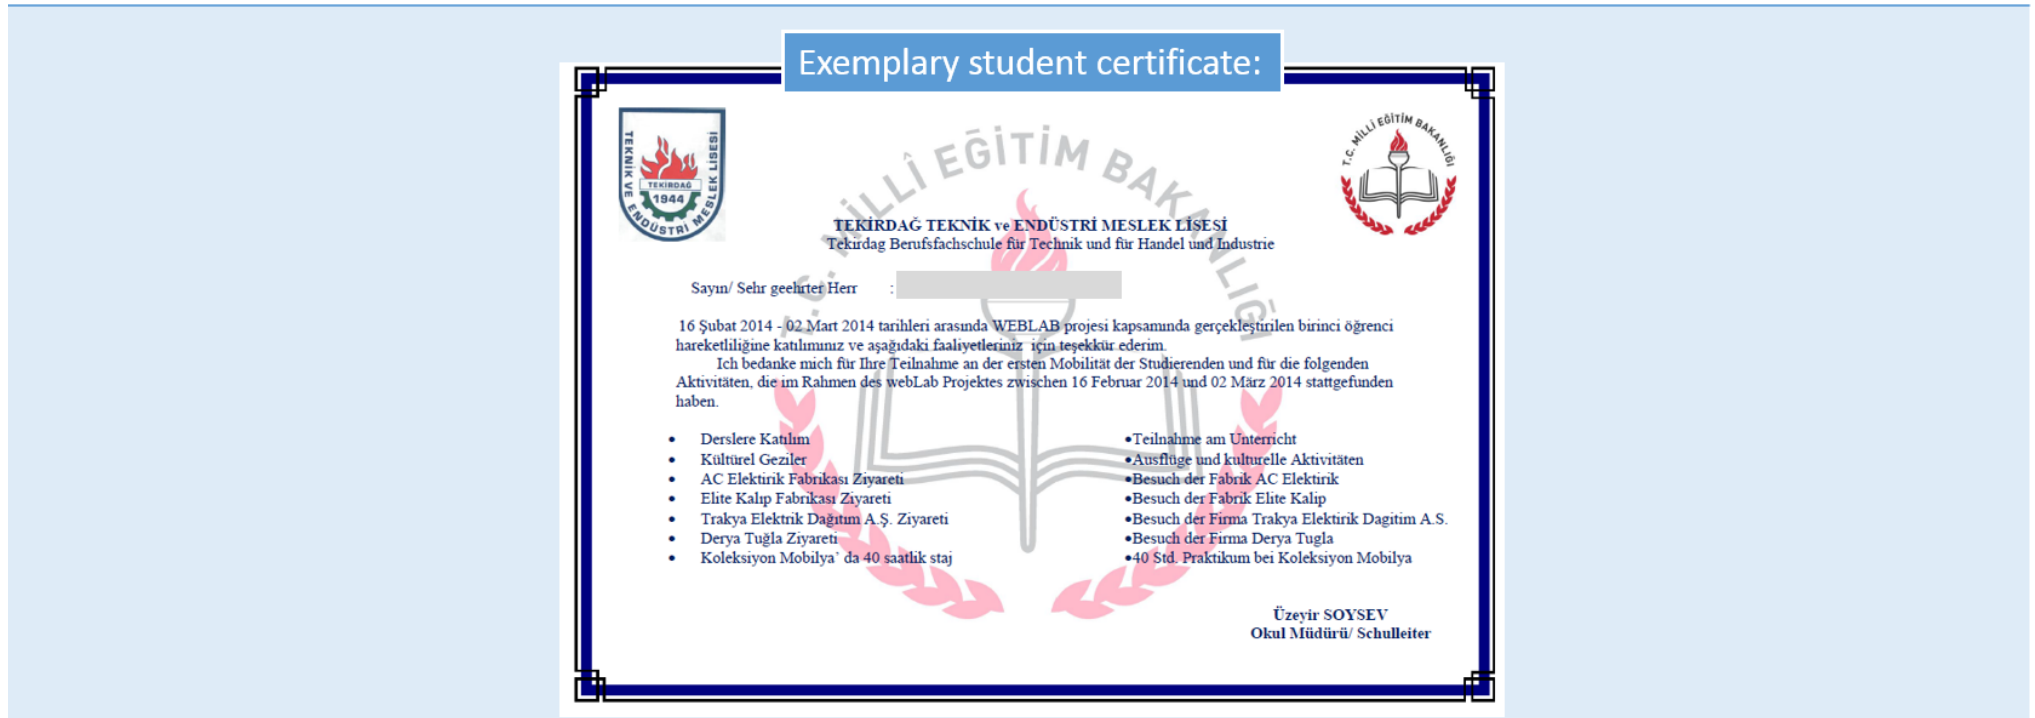 Exemplary student certificate:
TEKNİK VE ENDÜSTRİ MESLEK LİSESİ
TEKİRDAĞ
1944
T.C. MİLLÎ EĞİTİM BAKANLIĞI
T.C. MİLLÎ EĞİTİM BAKANLIĞI
TEKİRDAĞ TEKNİK ve ENDÜSTRİ MESLEK LİSESİ
Tekirdag Berufsfachschule für Technik und für Handel und Industrie
Sayın/ Sehr geehrter Herr :
16 Şubat 2014 - 02 Mart 2014 tarihleri arasında WEBLAB projesi kapsamında gerçekleştirilen birinci öğrenci
hareketliliğine katılımınız ve aşağıdaki faaliyetleriniz için teşekkür ederim.
Ich bedanke mich für Ihre Teilnahme an der ersten Mobilität der Studierenden und für die folgenden
Aktivitäten, die im Rahmen des webLab Projektes zwischen 16 Februar 2014 und 02 März 2014 stattgefunden
haben.
• Derslere Katılım
• Kültürel Geziler
• AC Elektirik Fabrikası Ziyareti
• Elite Kalıp Fabrikası Ziyareti
• Trakya Elektrik Dağıtım A.Ş. Ziyareti
• Derya Tuğla Ziyareti
• Koleksiyon Mobilya' da 40 saatlik staj
•Teilnahme am Unterricht
•Ausflüge und kulturelle Aktivitäten
•Besuch der Fabrik AC Elektirik
•Besuch der Fabrik Elite Kalip
•Besuch der Firma Trakya Elektirik Dagitim A.S.
•Besuch der Firma Derya Tugla
•40 Std. Praktikum bei Koleksiyon Mobilya
Üzeyir SOYSEV
Okul Müdürü/ Schulleiter